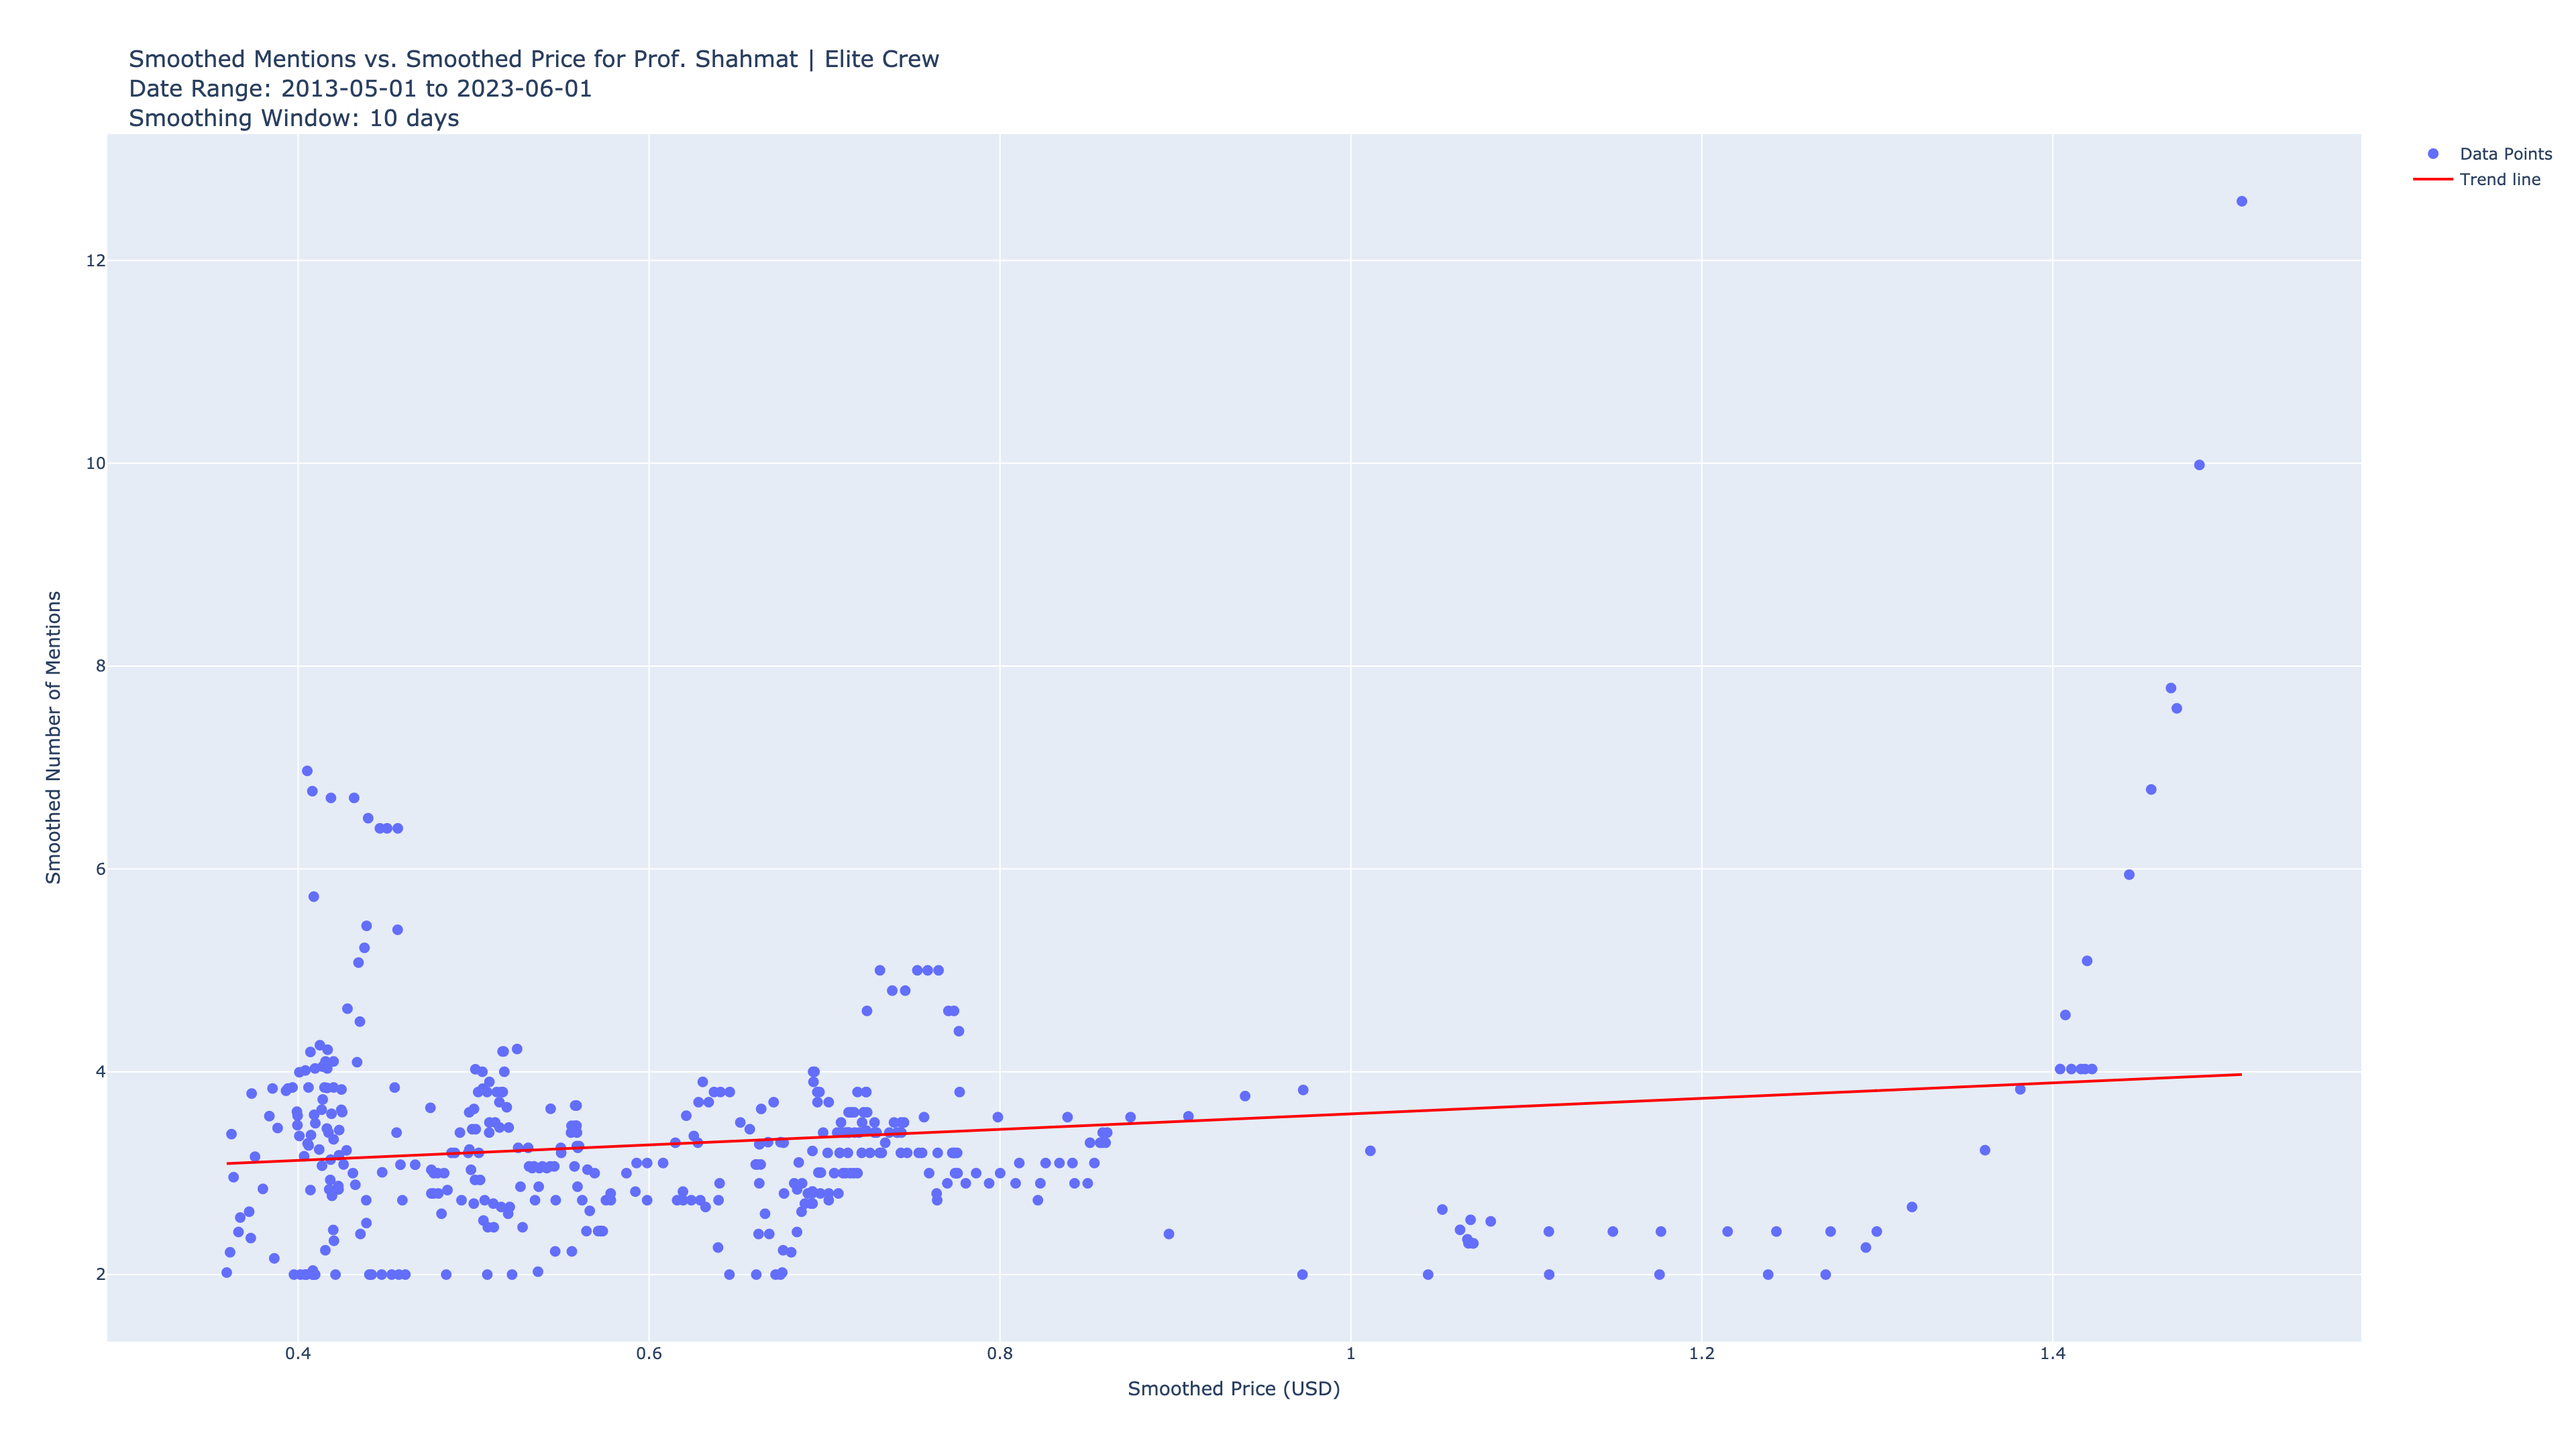 Smoothed Mentions vs. Smoothed Price for Prof. Shahmat | Elite Crew
Date Range: 2013-05-01 to 2023-06-01
Smoothing Window: 10 days
Data Points
Trend line
Smoothed Number of Mentions
12
10
8
6
4
2
0.4
0.6
0.8
1
1.2
1.4
Smoothed Price (USD)